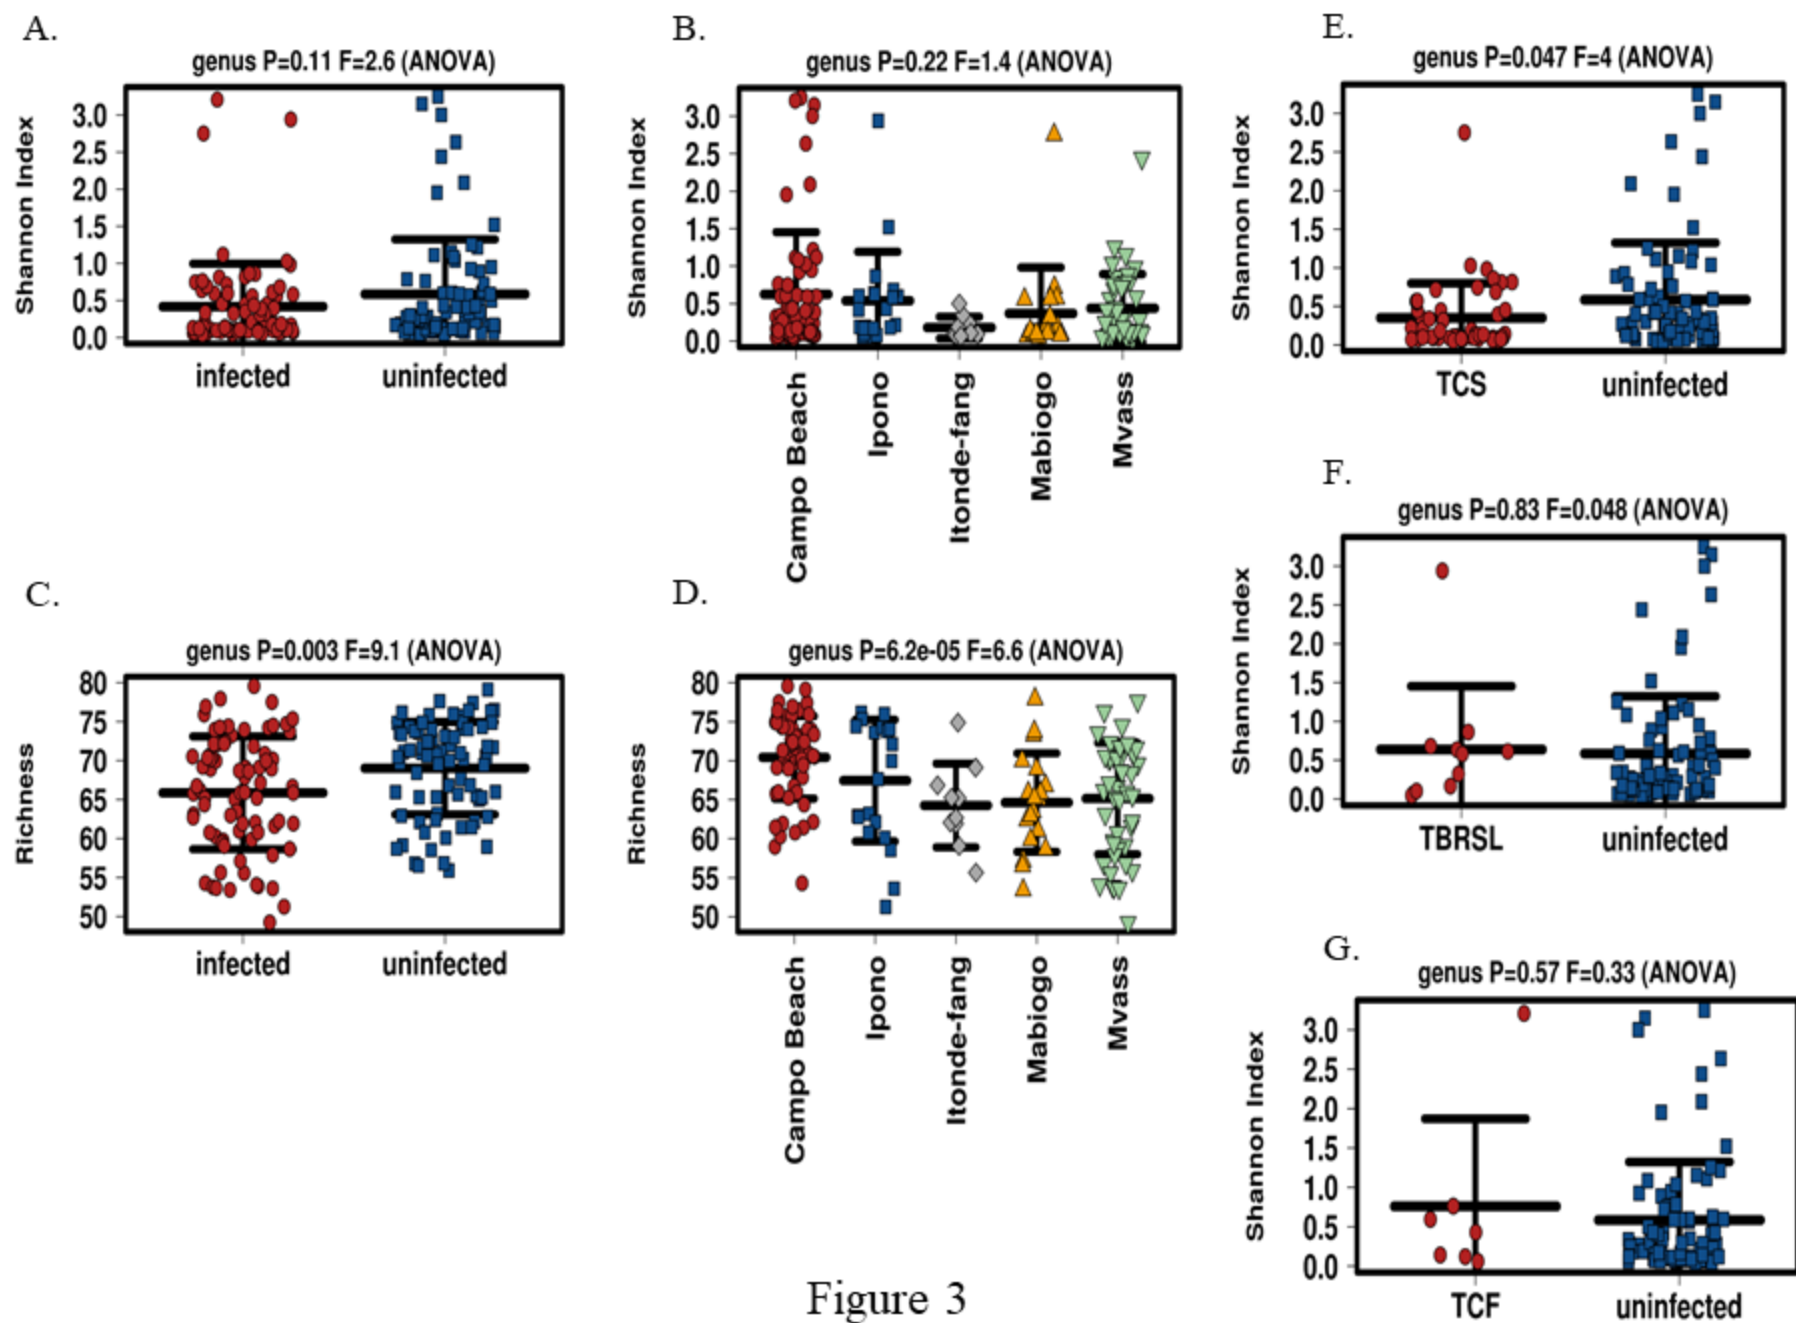 A.
genus P=0.11 F=2.6 (ANOVA)
Shannon Index
3.0
2.5
2.0
1.5
1.0
0.5
0.0
infected
uninfected
B.
genus P=0.22 F=1.4 (ANOVA)
Shannon Index
3.0
2.5
2.0
1.5
1.0
0.5
0.0
Campo Beach
Ipono
Itonde-fang
Mabiogo
Mvass
C.
genus P=0.003 F=9.1 (ANOVA)
Richness
80
75
70
65
60
55
50
infected
uninfected
D.
genus P=6.2e-05 F=6.6 (ANOVA)
Richness
80
75
70
65
60
55
50
Campo Beach
Ipono
Itonde-fang
Mabiogo
Mvass
E.
genus P=0.047 F=4 (ANOVA)
Shannon Index
3.0
2.5
2.0
1.5
1.0
0.5
0.0
TCS
uninfected
F.
genus P=0.83 F=0.048 (ANOVA)
Shannon Index
3.0
2.5
2.0
1.5
1.0
0.5
0.0
TBRSL
uninfected
G.
genus P=0.57 F=0.33 (ANOVA)
Shannon Index
3.0
2.5
2.0
1.5
1.0
0.5
0.0
TCF
uninfected
Figure 3